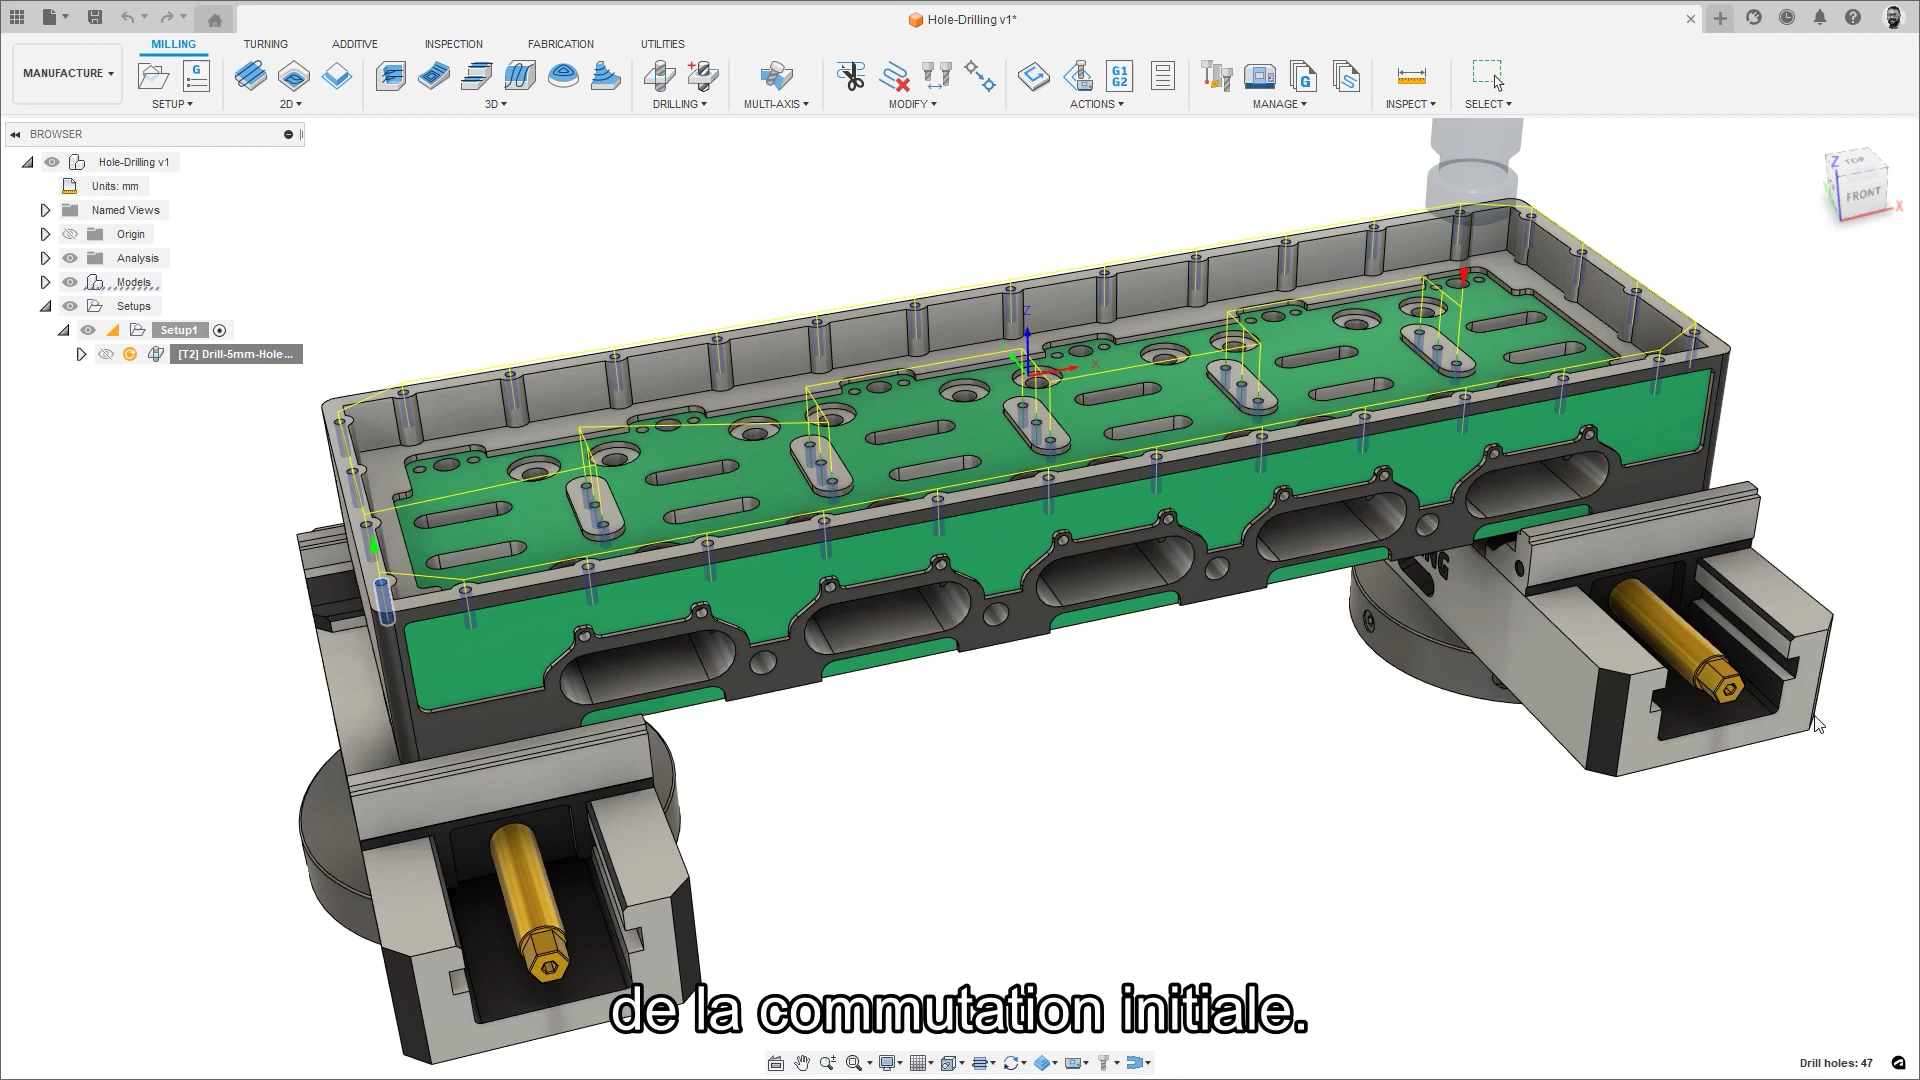 Hole-Drilling v1*
MILLING TURNING ADDITIVE INSPECTION FABRICATION UTILITIES
MANUFACTURE
G
G1
G2
G
SETUP 2D 3D DRILLING MULTI-AXIS MODIFY ACTIONS MANAGE INSPECT SELECT
BROWSER
Hole-Drilling v1
Units: mm
Named Views
Origin
Analysis
Models
Setups
Setup1
[T2] Drill-5mm-Hole...
Z
TOP
FRONT
X
Z
X
de la commutation initiale.
Drill holes: 47